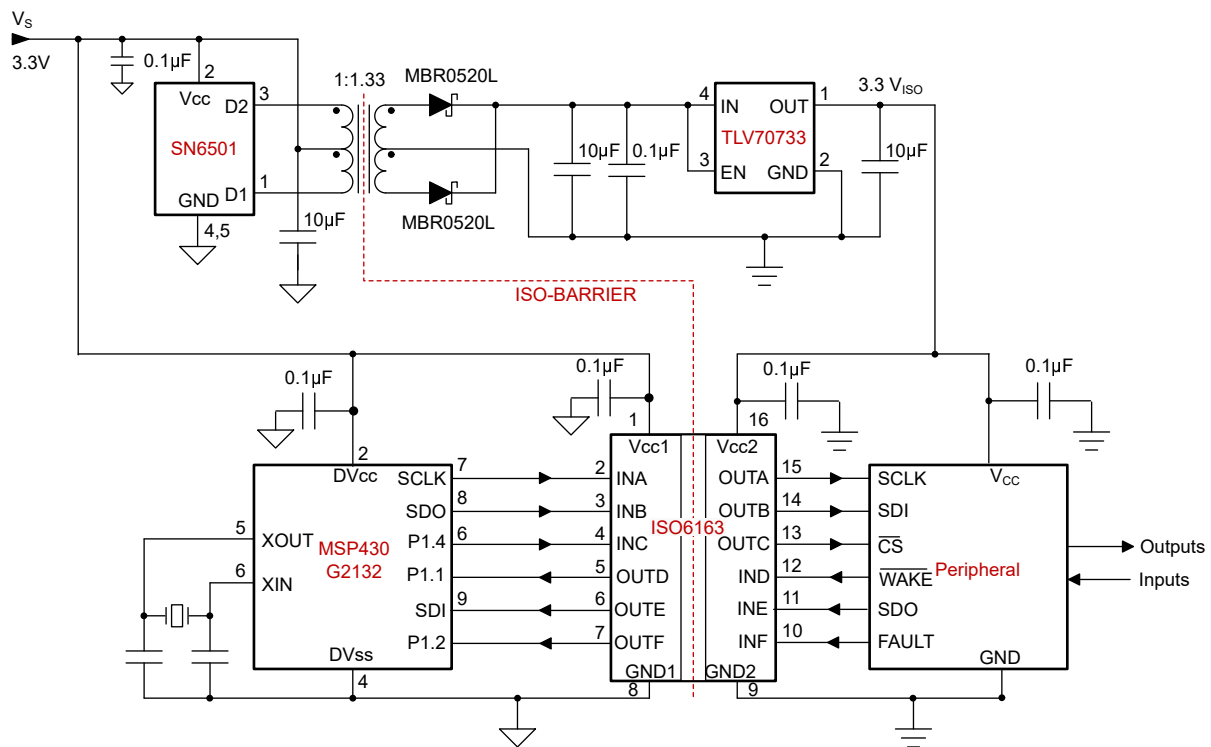 VS
3.3V
0.1µF
2
Vcc
D2
3
SN6501
D1
1
GND
4,5
10µF
1:1.33
MBR0520L
MBR0520L
10µF
0.1µF
4
IN
OUT
1
TLV70733
3
EN
GND
2
3.3 VISO
10µF
ISO-BARRIER
0.1µF
0.1µF
0.1µF
0.1µF
2
DVcc
5
XOUT
6
XIN
MSP430
G2132
SCLK
7
SDO
8
P1.4
6
P1.1
SDI
9
P1.2
DVss
4
1
Vcc1
2
INA
3
INB
4
INC
5
OUTD
6
OUTE
7
OUTF
GND1
8
ISO6163
16
Vcc2
OUTA
15
OUTB
14
OUTC
13
IND
12
INE
11
INF
10
GND2
9
VCC
SCLK
SDI
CS
WAKE
SDO
FAULT
Peripheral
GND
Outputs
Inputs